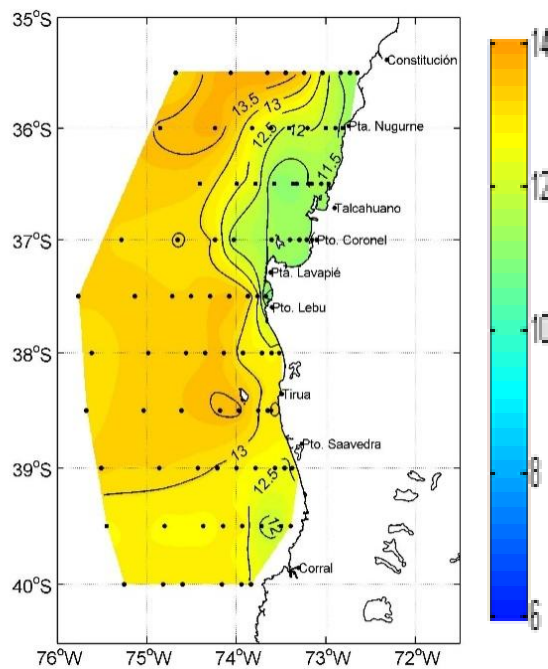 35°S
36°S
37°S
38°S
39°S
40°S
76°W
75°W
74°W
73°W
72°W
Constitución
Pta. Nugurne
Talcahuano
Pto. Coronel
Pta. Lavapié
Pto. Lebu
Tirua
Pto. Saavedra
Corral
13.5
13
12.5
12
11.5
13
12.5
12
14
12
10
8
6